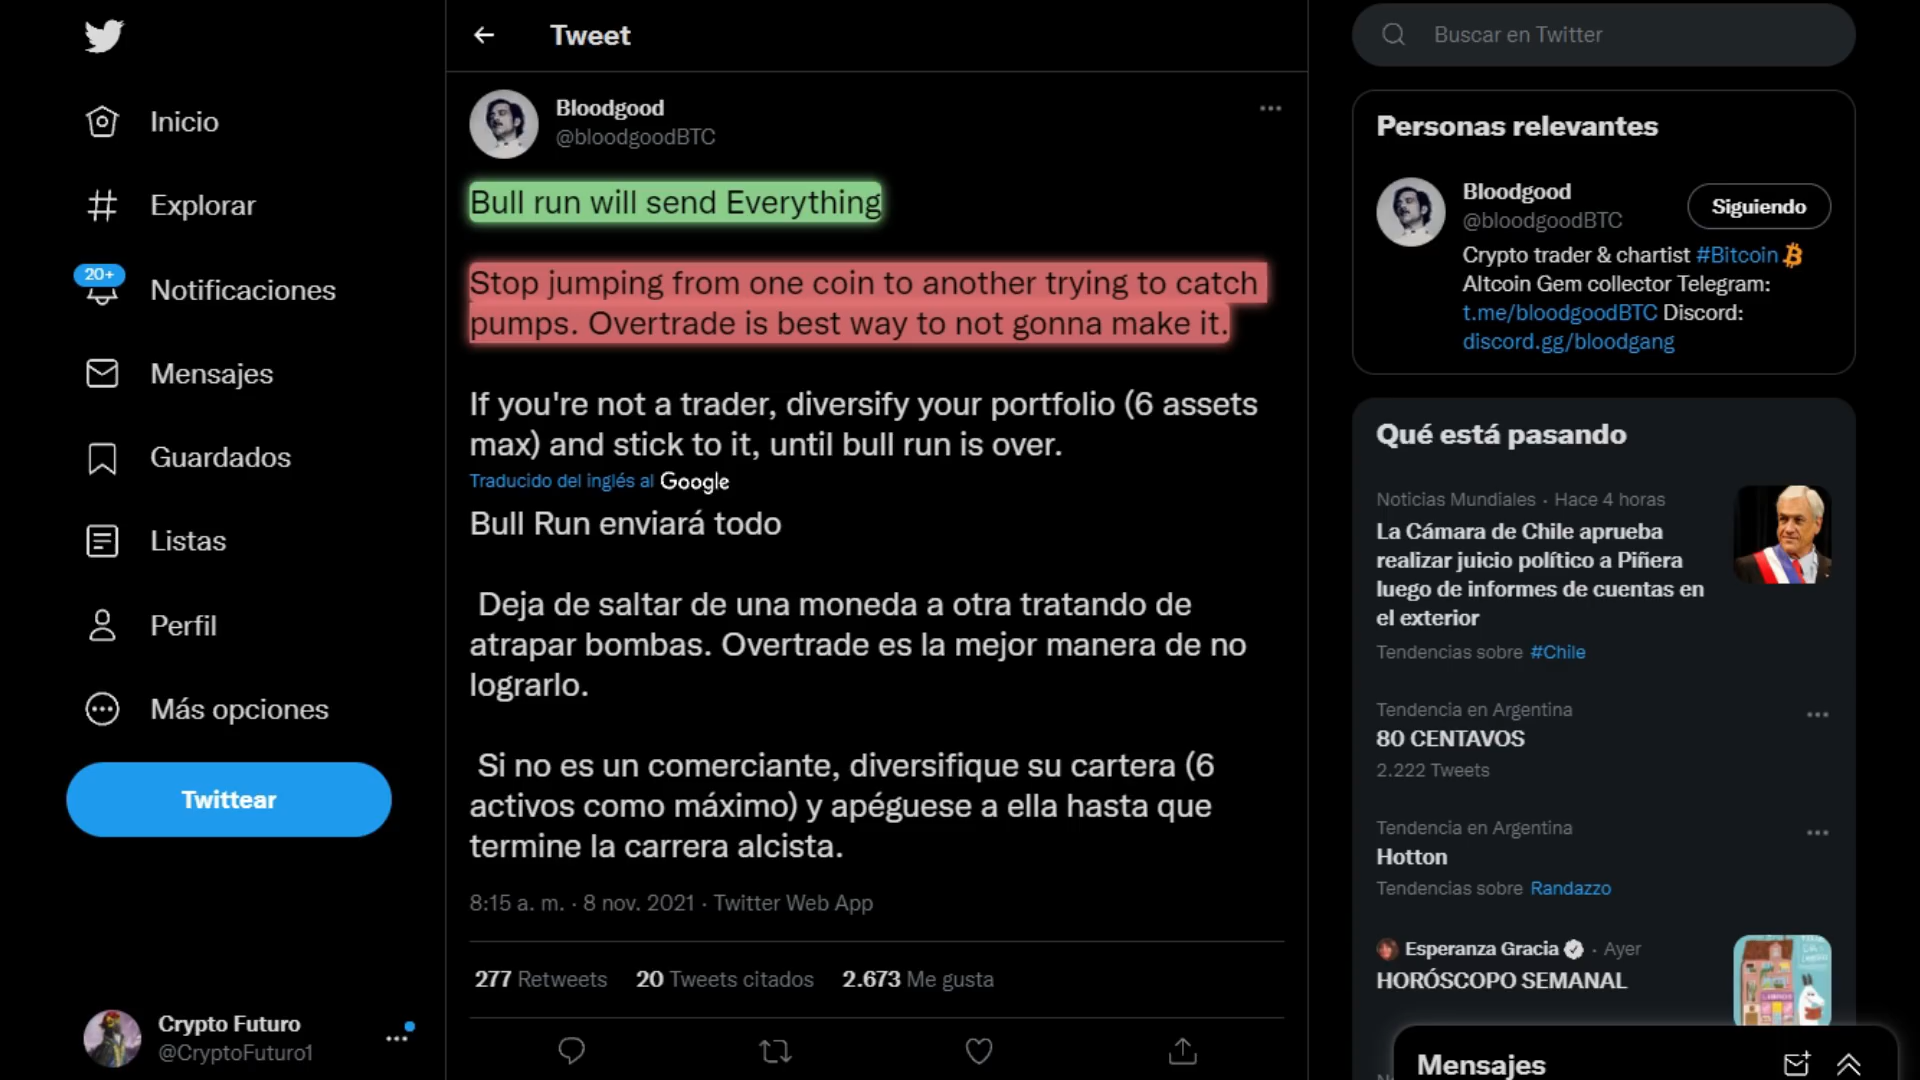 Inicio
Explorar
20+
Notificaciones
Mensajes
Guardados
Listas
Perfil
Más opciones
Twittear
Crypto Futuro
@CryptoFuturo1
Tweet
Bloodgood
@bloodgoodBTC
Bull run will send Everything
Stop jumping from one coin to another trying to catch
pumps. Overtrade is best way to not gonna make it.
If you're not a trader, diversify your portfolio (6 assets
max) and stick to it, until bull run is over.
Traducido del inglés al Google
Bull Run enviará todo
Deja de saltar de una moneda a otra tratando de
atrapar bombas. Overtrade es la mejor manera de no
lograrlo.
Si no es un comerciante, diversifique su cartera (6
activos como máximo) y apéguese a ella hasta que
termine la carrera alcista.
8:15 a. m. · 8 nov. 2021 · Twitter Web App
277 Retweets 20 Tweets citados 2.673 Me gusta
Buscar en Twitter
Personas relevantes
Bloodgood
@bloodgoodBTC
Siguiendo
Crypto trader & chartist #Bitcoin
Altcoin Gem collector Telegram:
t.me/bloodgoodBTC Discord:
discord.gg/bloodgang
Qué está pasando
Noticias Mundiales · Hace 4 horas
La Cámara de Chile aprueba
realizar juicio político a Piñera
luego de informes de cuentas en
el exterior
Tendencias sobre #Chile
Tendencia en Argentina
80 CENTAVOS
2.222 Tweets
Tendencia en Argentina
Hotton
Tendencias sobre Randazzo
Esperanza Gracia · Ayer
HORÓSCOPO SEMANAL
Mensajes